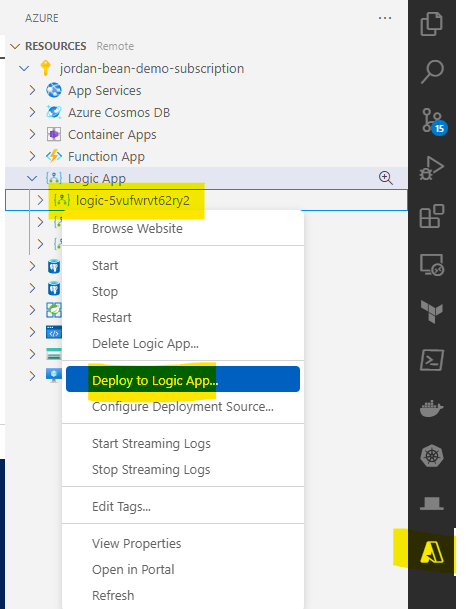 AZURE
RESOURCES Remote
jordan-bean-demo-subscription
App Services
Azure Cosmos DB
Container Apps
Function App
Logic App
logic-5vufwrvt62ry2
Browse Website
Start
Stop
Restart
Delete Logic App...
Deploy to Logic App...
Configure Deployment Source...
Start Streaming Logs
Stop Streaming Logs
Edit Tags...
View Properties
Open in Portal
Refresh
15